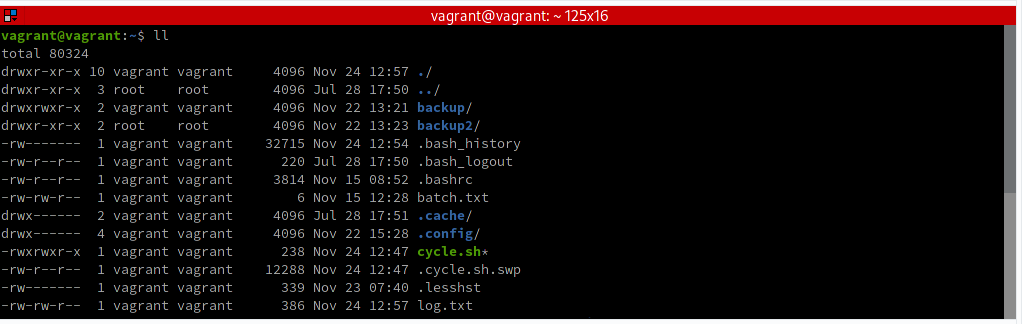 vagrant@vagrant: ~ 125x16
vagrant@vagrant:~$ ll
total 80324
drwxr-xr-x 10 vagrant vagrant     4096 Nov 24 12:57 ./
drwxr-xr-x  3 root    root        4096 Jul 28 17:50 ../
drwxrwxr-x  2 vagrant vagrant     4096 Nov 22 13:21 backup/
drwxr-xr-x  2 root    root        4096 Nov 22 13:23 backup2/
-rw-------  1 vagrant vagrant    32715 Nov 24 12:54 .bash_history
-rw-r--r--  1 vagrant vagrant      220 Jul 28 17:50 .bash_logout
-rw-r--r--  1 vagrant vagrant     3814 Nov 15 08:52 .bashrc
-rw-rw-r--  1 vagrant vagrant        6 Nov 15 12:28 batch.txt
drwx------  2 vagrant vagrant     4096 Jul 28 17:51 .cache/
drwx------  4 vagrant vagrant     4096 Nov 22 15:28 .config/
-rwxrwxr-x  1 vagrant vagrant      238 Nov 24 12:47 cycle.sh*
-rw-r--r--  1 vagrant vagrant    12288 Nov 24 12:47 .cycle.sh.swp
-rw-------  1 vagrant vagrant      339 Nov 23 07:40 .lesshst
-rw-rw-r--  1 vagrant vagrant      386 Nov 24 12:57 log.txt